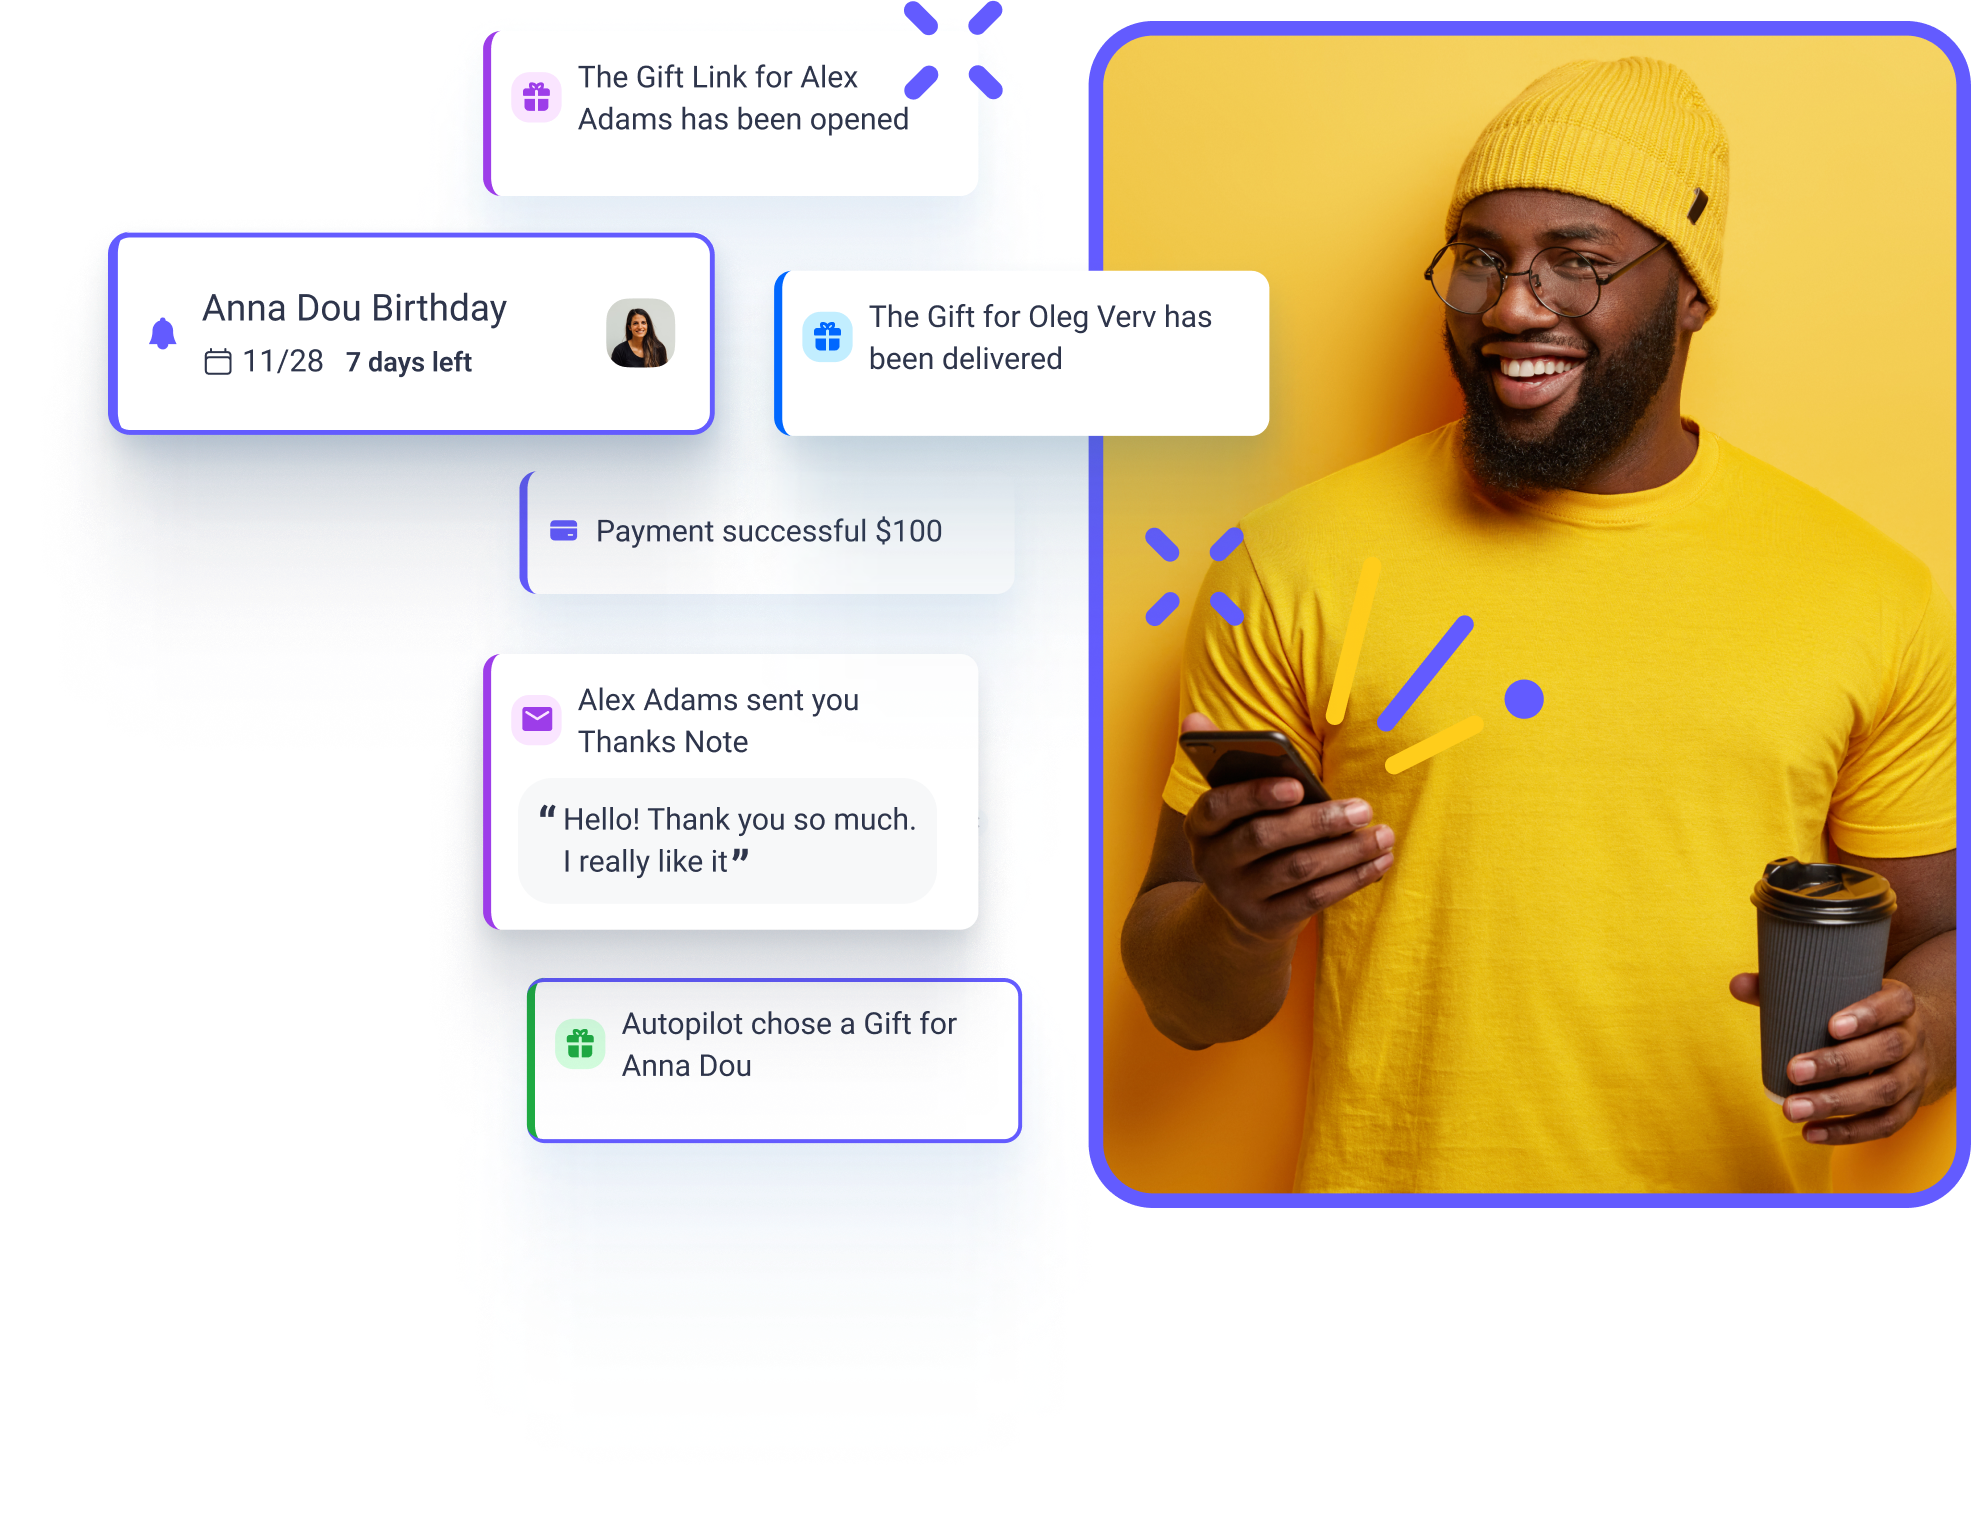 The Gift Link for Alex
Adams has been opened
Anna Dou Birthday
11/28 7 days left
The Gift for Oleg Verv has
been delivered
Payment successful $100
Alex Adams sent you
Thanks Note
“ Hello! Thank you so much.
I really like it ”
Autopilot chose a Gift for
Anna Dou